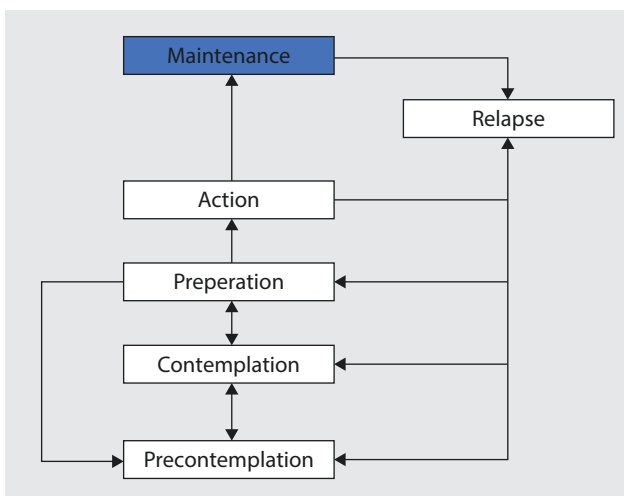 Maintenance
Relapse
Action
Preperation
Contemplation
Precontemplation